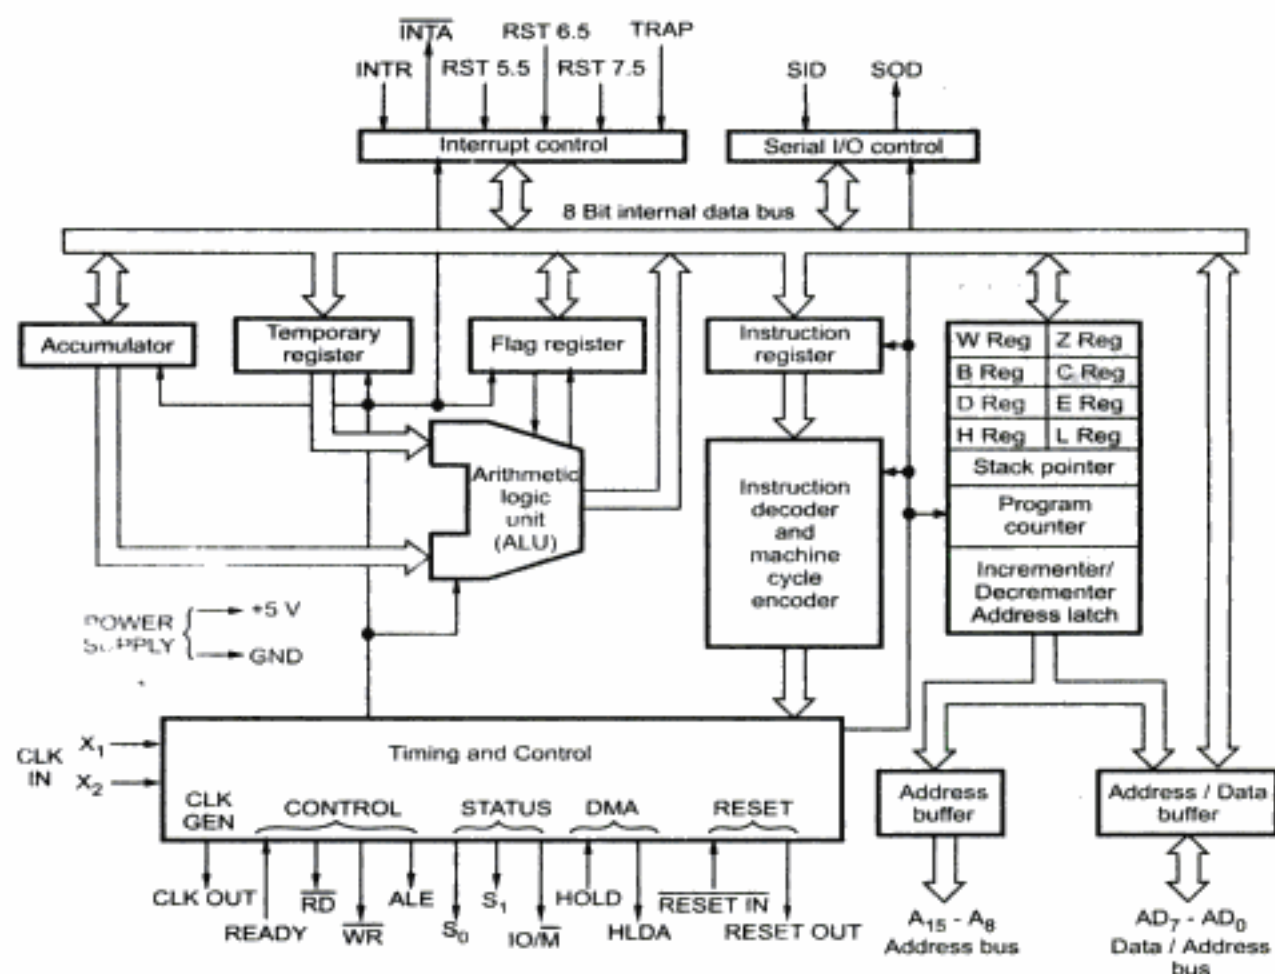 INTA
RST 6.5
TRAP
INTR
RST 5.5
RST 7.5
SID
SOD
Interrupt control
Serial I/O control
8 Bit internal data bus
Accumulator
Temporary
register
Flag register
Instruction
register
W Reg
Z Reg
B Reg
C Reg
D Reg
E Reg
H Reg
L Reg
Stack pointer
Program
counter
Incrementer/
Decrementer
Address latch
Arithmetic
logic
unit
(ALU)
Instruction
decoder
and
machine
cycle
encoder
POWER
SUPPLY
+5 V
GND
CLK
IN
X1
X2
Timing and Control
CLK
GEN
CONTROL
STATUS
DMA
RESET
CLK OUT
READY
RD
WR
ALE
S0
S1
IO/M
HOLD
HLDA
RESET IN
RESET OUT
Address
buffer
Address / Data
buffer
A15 - A8
Address bus
AD7 - AD0
Data / Address
bus